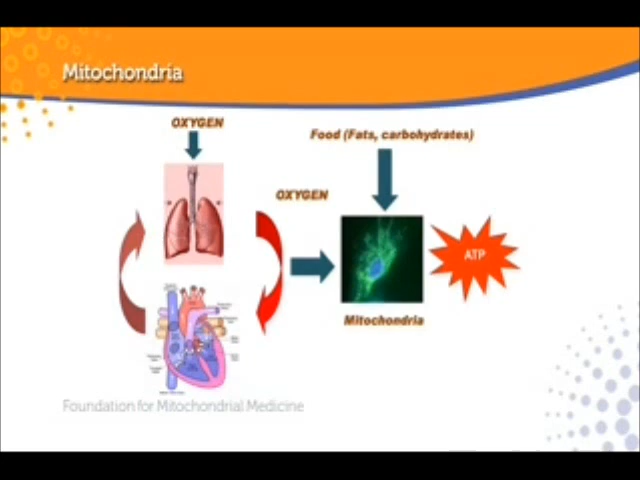 Mitochondria
OXYGEN
Food (Fats, carbohydrates)
OXYGEN
ATP
Mitochondria
Foundation for Mitochondrial Medicine